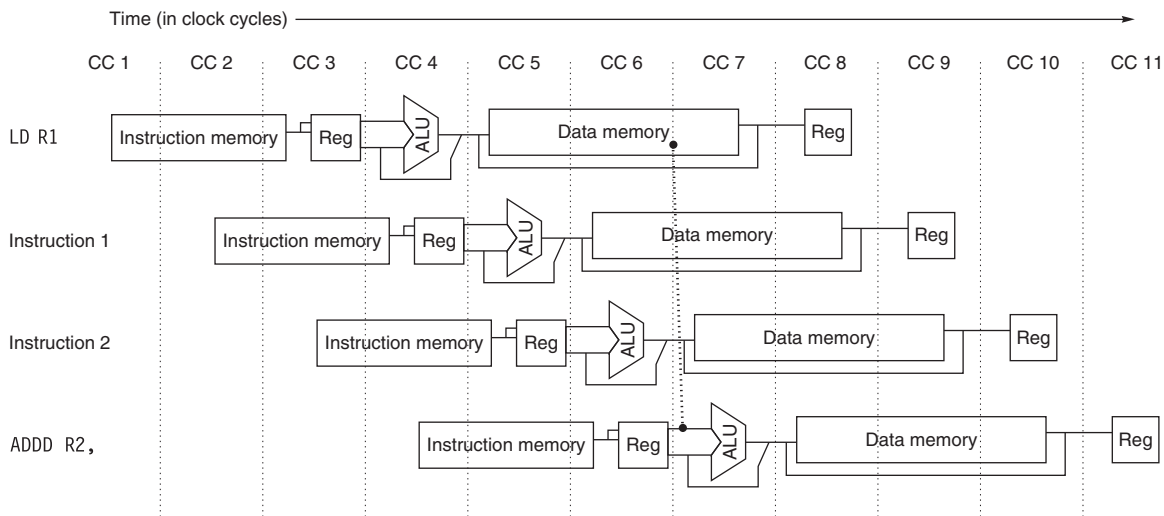 Time (in clock cycles)
CC 1 CC 2 CC 3 CC 4 CC 5 CC 6 CC 7 CC 8 CC 9 CC 10 CC 11
LD R1 Instruction memory Reg ALU Data memory Reg
Instruction 1 Instruction memory Reg ALU Data memory Reg
Instruction 2 Instruction memory Reg ALU Data memory Reg
ADDD R2, Instruction memory Reg ALU Data memory Reg